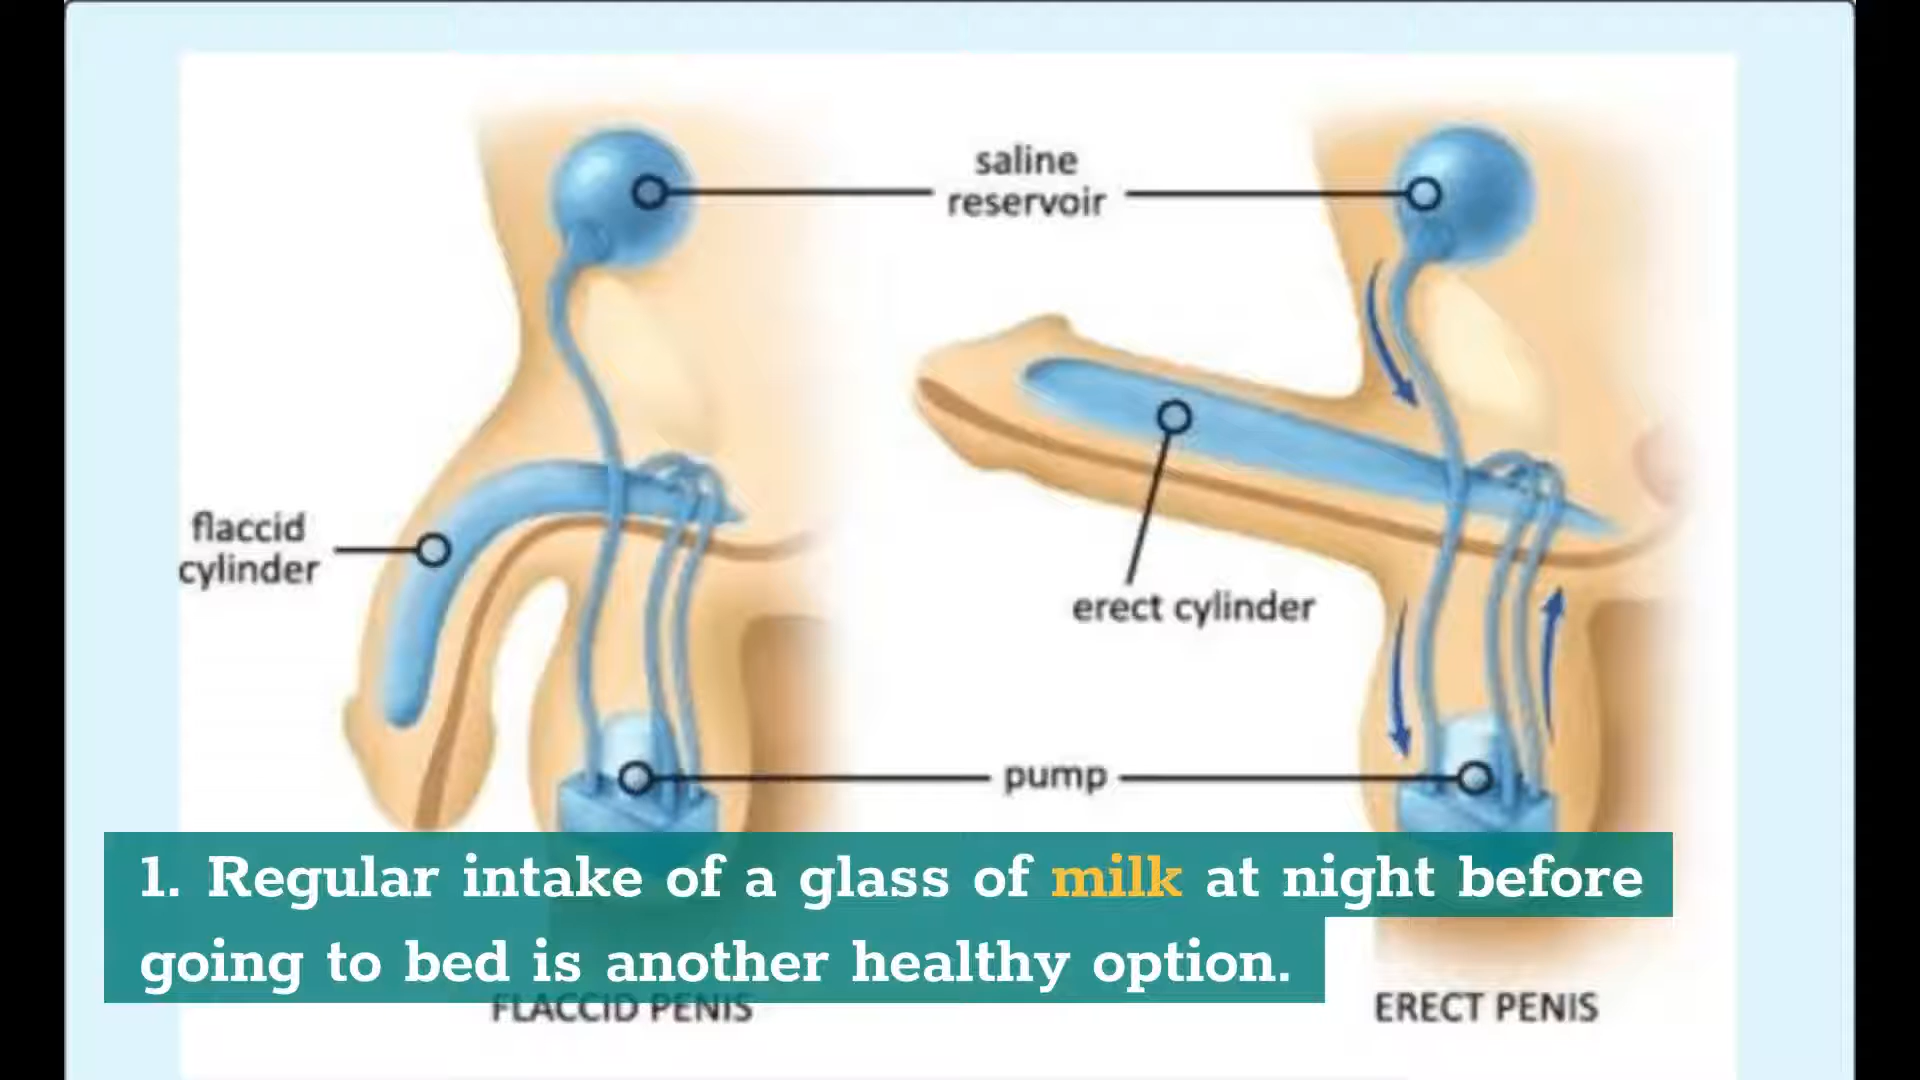 saline
reservoir
flaccid
cylinder
erect cylinder
pump
1. Regular intake of a glass of milk at night before
going to bed is another healthy option.
FLACCID PENIS
ERECT PENIS